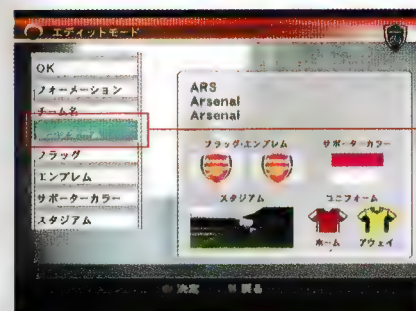 エディットモード
OK
フォーメーション
チーム名
フラッグ
エンブレム
サポーターカラー
スタジアム
ARS
Arsenal
Arsenal
フラッグ・エンブレム
サポーターカラー
スタジアム
ユニフォーム
ホーム
アウェイ
決定
戻る